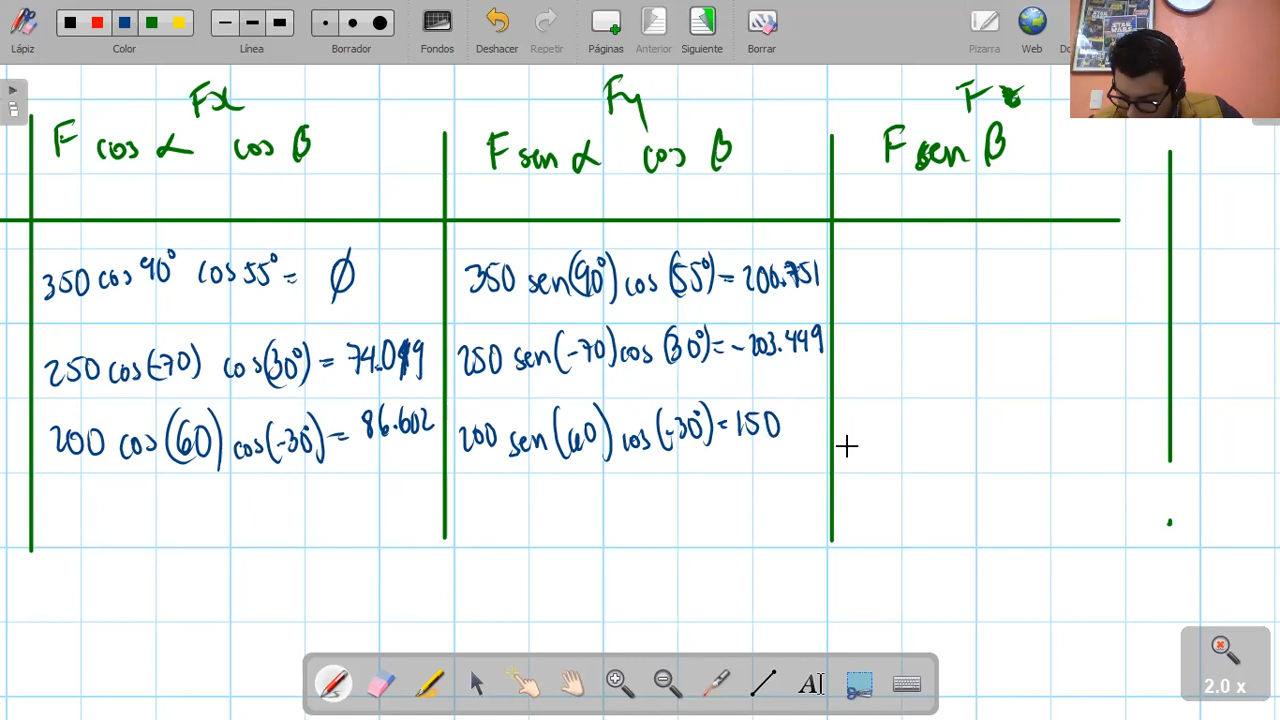 Lápiz Color Línea Borrador Fondos Deshacer Repetir Páginas Anterior Siguiente Borrar Pizarra Web
STAR WARS
Fx Fy F
F cos α cos β F sen α cos β F sen β
350 cos 90° cos 55° = ∅ 350 sen(90°) cos (55°) = 200.751
250 cos(-70) cos(30°) = 74.049 250 sen(-70) cos (30°) = -203.449
200 cos (60) cos(-30°) = 86.602 200 sen(60) cos (-30°) = 150
2.0 x